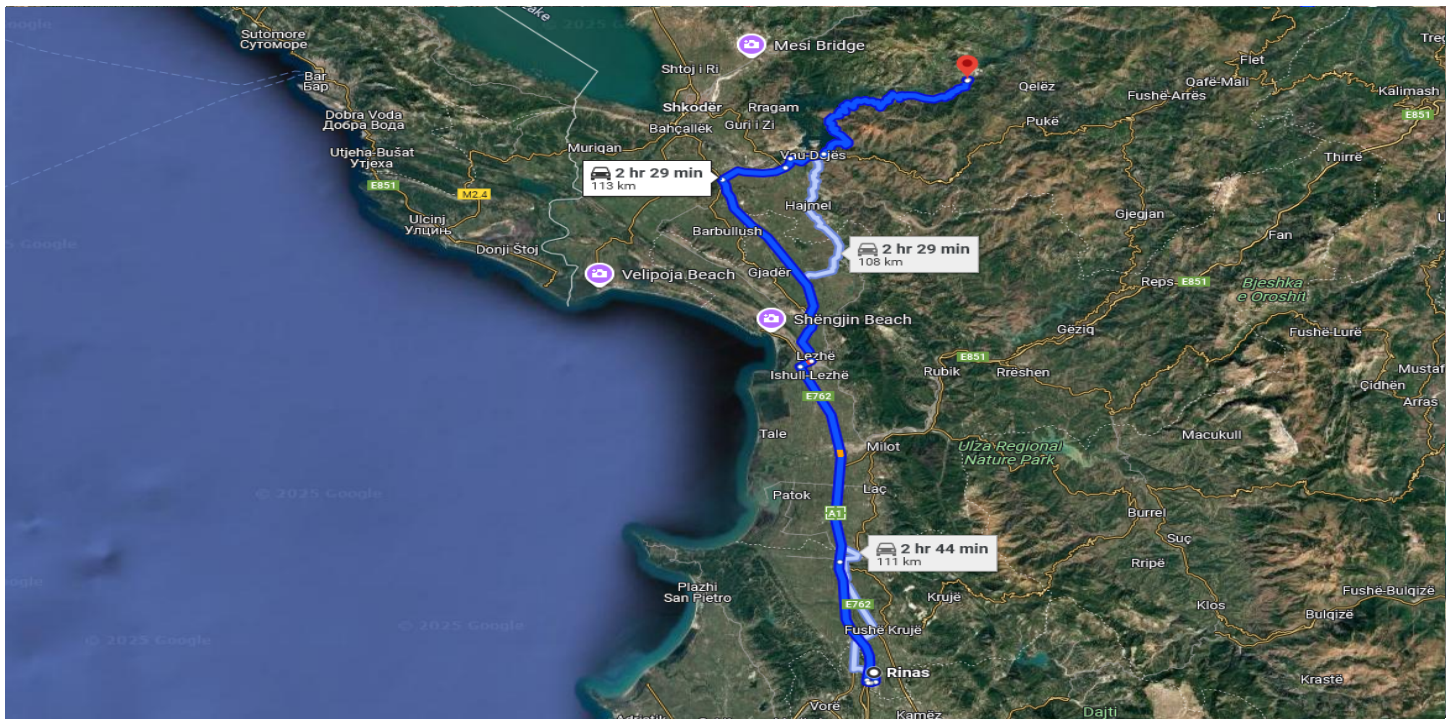 Sutomore
Сутоморе
Mesi Bridge
Shtoj i Ri
Flet
Bar
Бар
Qelëz
Qafë-Mali
Kalimash
Fushë-Arrës
Shkodër
Rragam
E851
Dobra Voda
Добра Вода
Bahçallëk
Guri i Zi
Pukë
Muriqan
Utjeha-Bušat
Утјеха
Vau-Dejës
Thirrë
2 hr 29 min
113 km
E851
M2.4
Hajmel
Ulcinj
Улцињ
Gjegjan
Barbullush
Fan
Donji Štoj
2 hr 29 min
108 km
Velipoja Beach
Gjadër
Reps
E851
Bjeshka
e Oroshit
Shëngjin Beach
Gëziq
Fushë-Lurë
Lezhë
E851
Ishull-Lezhë
Rubik
Rrëshen
Mustaf
Çidhën
E762
Arras
Tale
Milot
Ulza Regional
Nature Park
Macukull
© 2025 Google
Patok
Laç
A1
Burrel
Suç
2 hr 44 min
111 km
Rripë
Plazhi
San Pietro
Krujë
Fushë-Bulqizë
E762
Klos
Bulqizë
© 2025 Google
© 2025 Google
Fushë Krujë
Rinas
Krastë
Vorë
Kamëz
Dajti